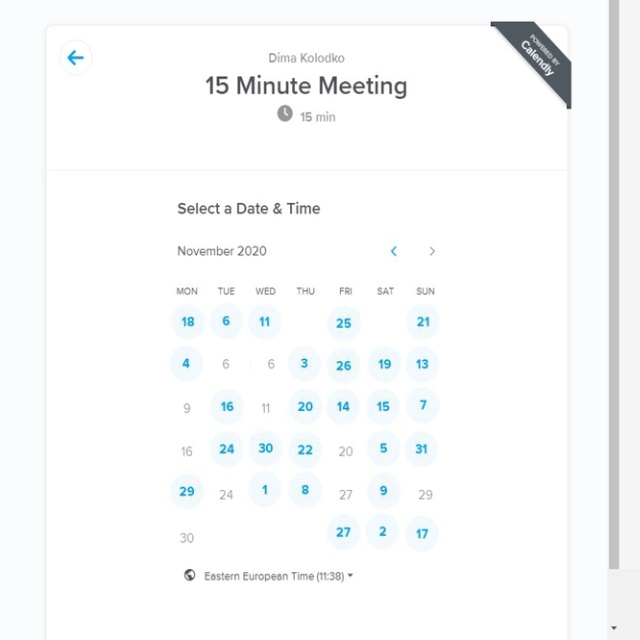 POWERED BY
Calendly
Dima Kolodko
15 Minute Meeting
15 min
Select a Date & Time
November 2020
MON TUE WED THU FRI SAT SUN
18 6 11 25 21
4 6 6 3 26 19 13
9 16 11 20 14 15 7
16 24 30 22 20 5 31
29 24 1 8 27 9 29
30 27 2 17
Eastern European Time (11:38)